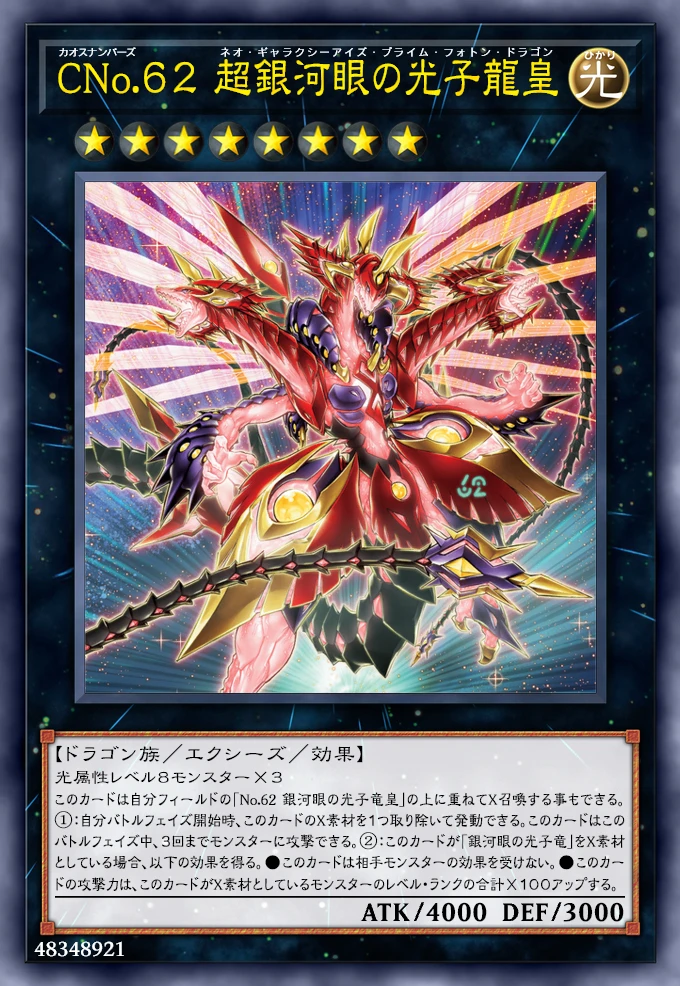 カオスナンバーズ ネオ・ギャラクシーアイズ・プライム・フォトン・ドラゴン
CNo.62 超銀河眼の光子龍皇
ひかり
光
62
【ドラゴン族／エクシーズ／効果】
光属性レベル8モンスター×3
このカードは自分フィールドの「No.62 銀河眼の光子竜皇」の上に重ねてX召喚する事もできる。
①：自分バトルフェイズ開始時、このカードのX素材を1つ取り除いて発動できる。このカードはこの
バトルフェイズ中、3回までモンスターに攻撃できる。②：このカードが「銀河眼の光子竜」をX素材
としている場合、以下の効果を得る。●このカードは相手モンスターの効果を受けない。●このカー
ドの攻撃力は、このカードがX素材としているモンスターのレベル・ランクの合計×100アップする。
ATK/4000 DEF/3000
48348921